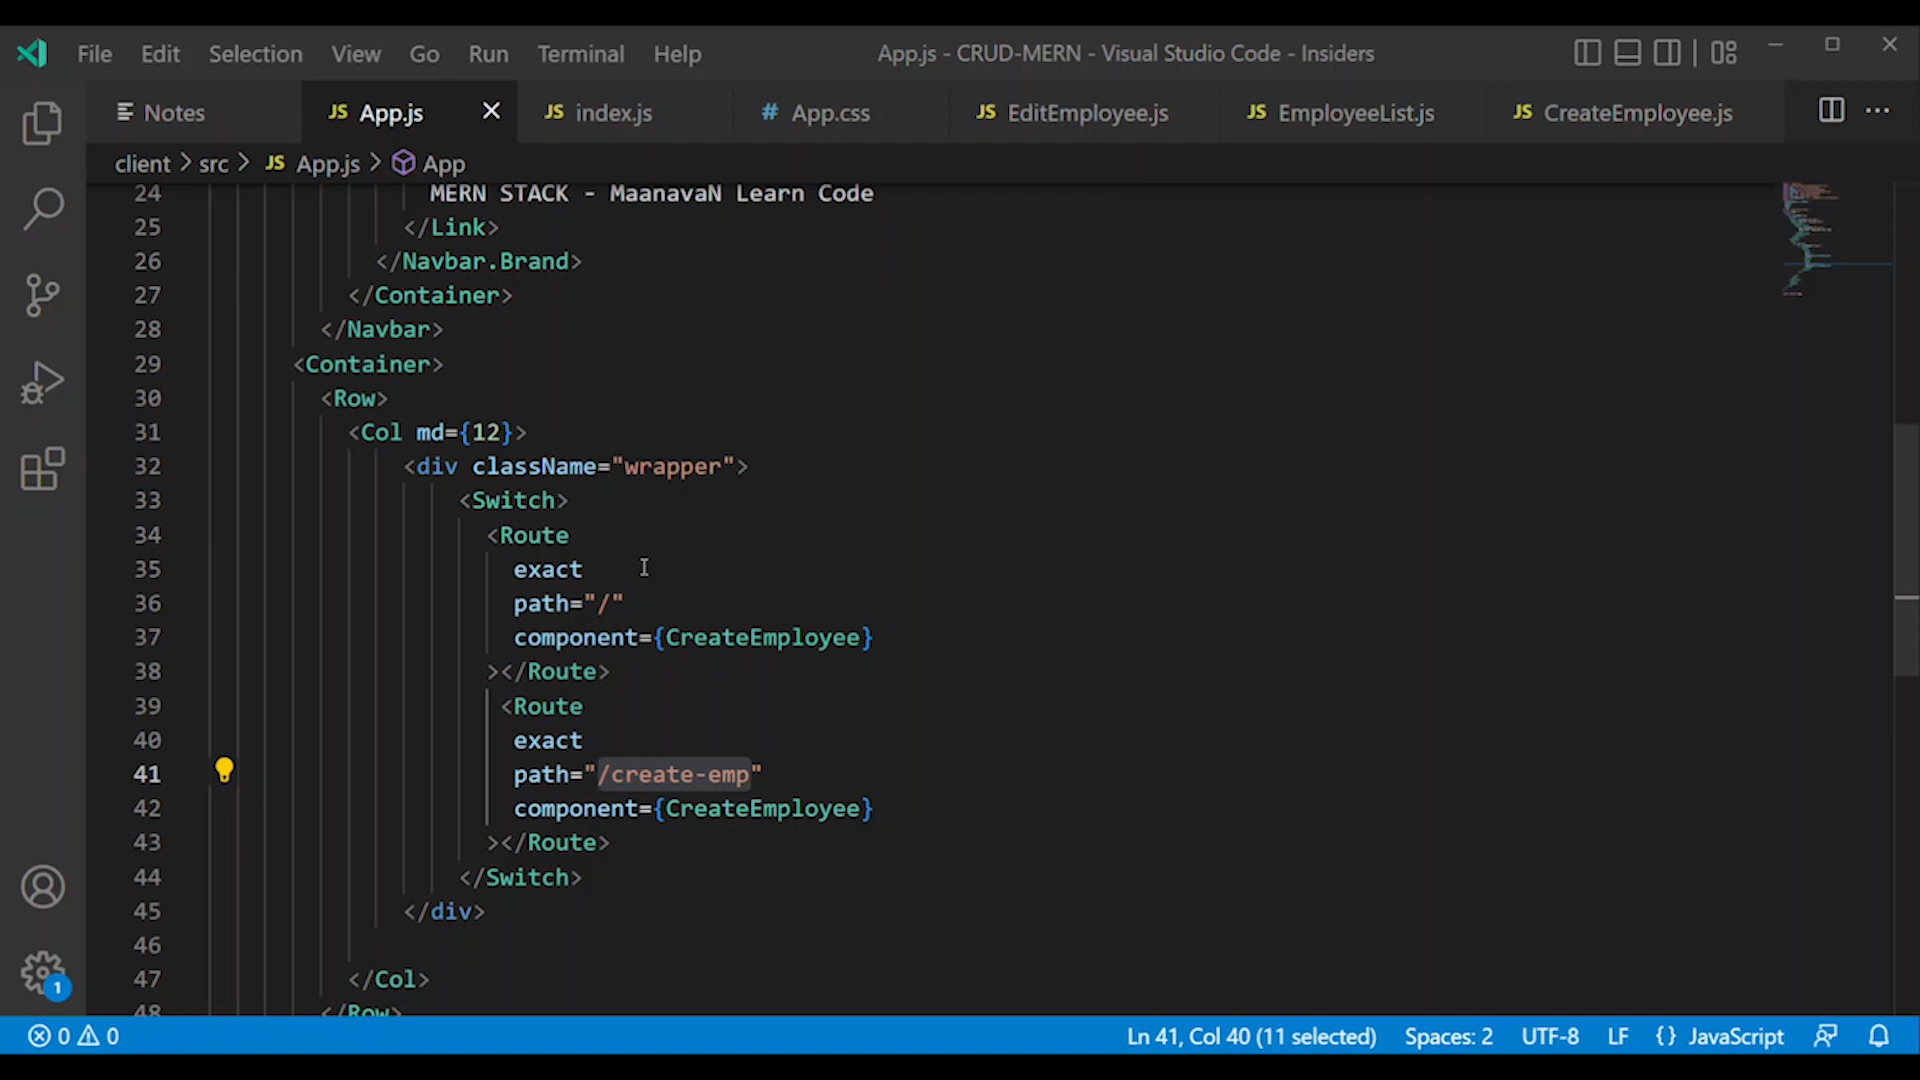 File Edit Selection View Go Run Terminal Help App.js - CRUD-MERN - Visual Studio Code - Insiders
Notes JS App.js JS index.js # App.css JS EditEmployee.js JS EmployeeList.js JS CreateEmployee.js ···
client > src > JS App.js > App
24 MERN STACK - MaanavaN Learn Code
25 </Link>
26 </Navbar.Brand>
27 </Container>
28 </Navbar>
29 <Container>
30 <Row>
31 <Col md={12}>
32 <div className="wrapper">
33 <Switch>
34 <Route
35 exact
36 path="/"
37 component={CreateEmployee}
38 ></Route>
39 <Route
40 exact
41 path="/create-emp"
42 component={CreateEmployee}
43 ></Route>
44 </Switch>
45 </div>
46
47 </Col>
48 </Row>
1
0 0 Ln 41, Col 40 (11 selected) Spaces: 2 UTF-8 LF {} JavaScript